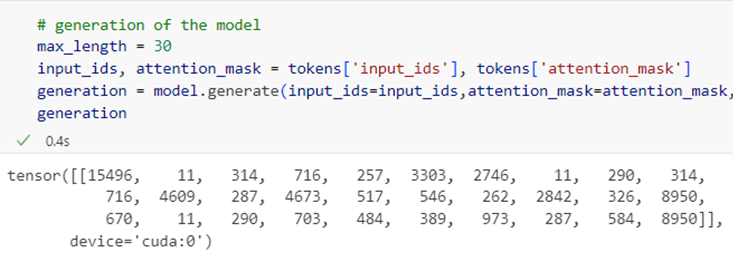 # generation of the model
max_length = 30
input_ids, attention_mask = tokens['input_ids'], tokens['attention_mask']
generation = model.generate(input_ids=input_ids,attention_mask=attention_mask,
generation
0.4s
tensor([[15496, 11, 314, 716, 257, 3303, 2746, 11, 290, 314,
716, 4609, 287, 4673, 517, 546, 262, 2842, 326, 8950,
670, 11, 290, 703, 484, 389, 973, 287, 584, 8950]],
device='cuda:0')